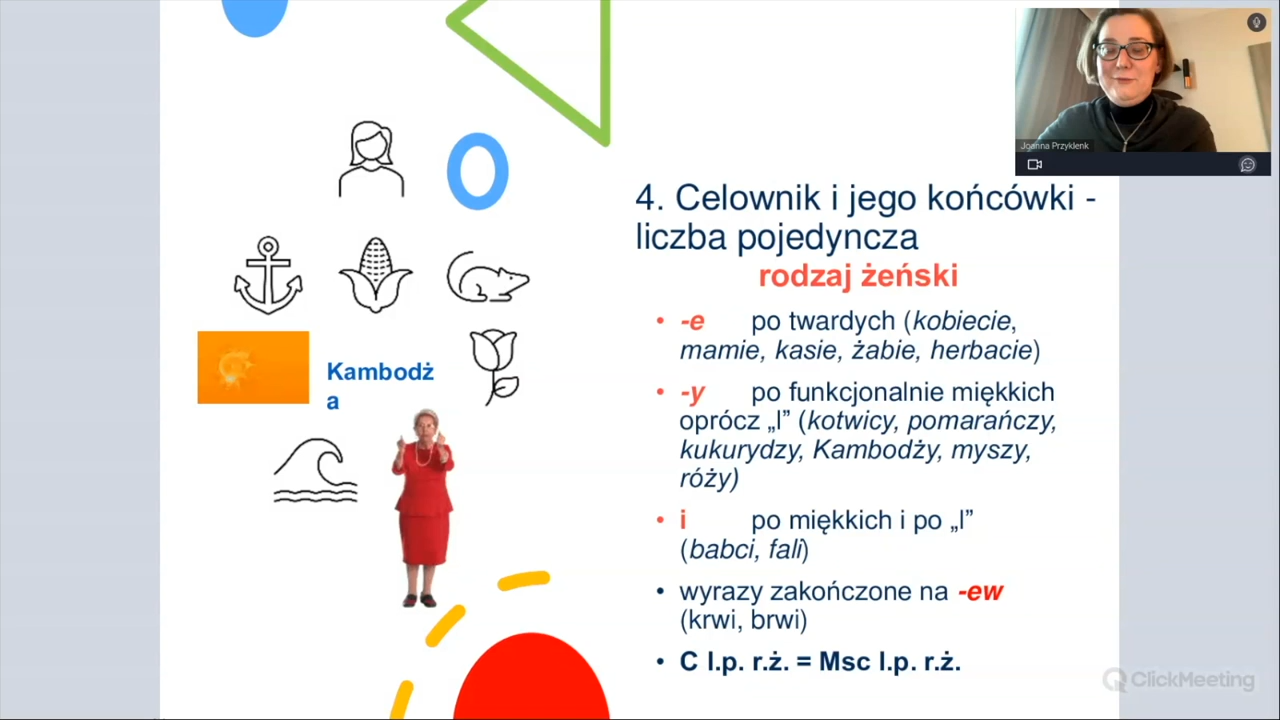 Joanna Przyklenk
4. Celownik i jego końcówki -
liczba pojedyncza
rodzaj żeński
• -e po twardych (kobiecie,
mamie, kasie, żabie, herbacie)
• -y po funkcjonalnie miękkich
oprócz „l” (kotwicy, pomarańczy,
kukurydzy, Kambodży, myszy,
róży)
• i po miękkich i po „l”
(babci, fali)
• wyrazy zakończone na -ew
(krwi, brwi)
• C l.p. r.ż. = Msc l.p. r.ż.
Kambodż
a
ClickMeeting